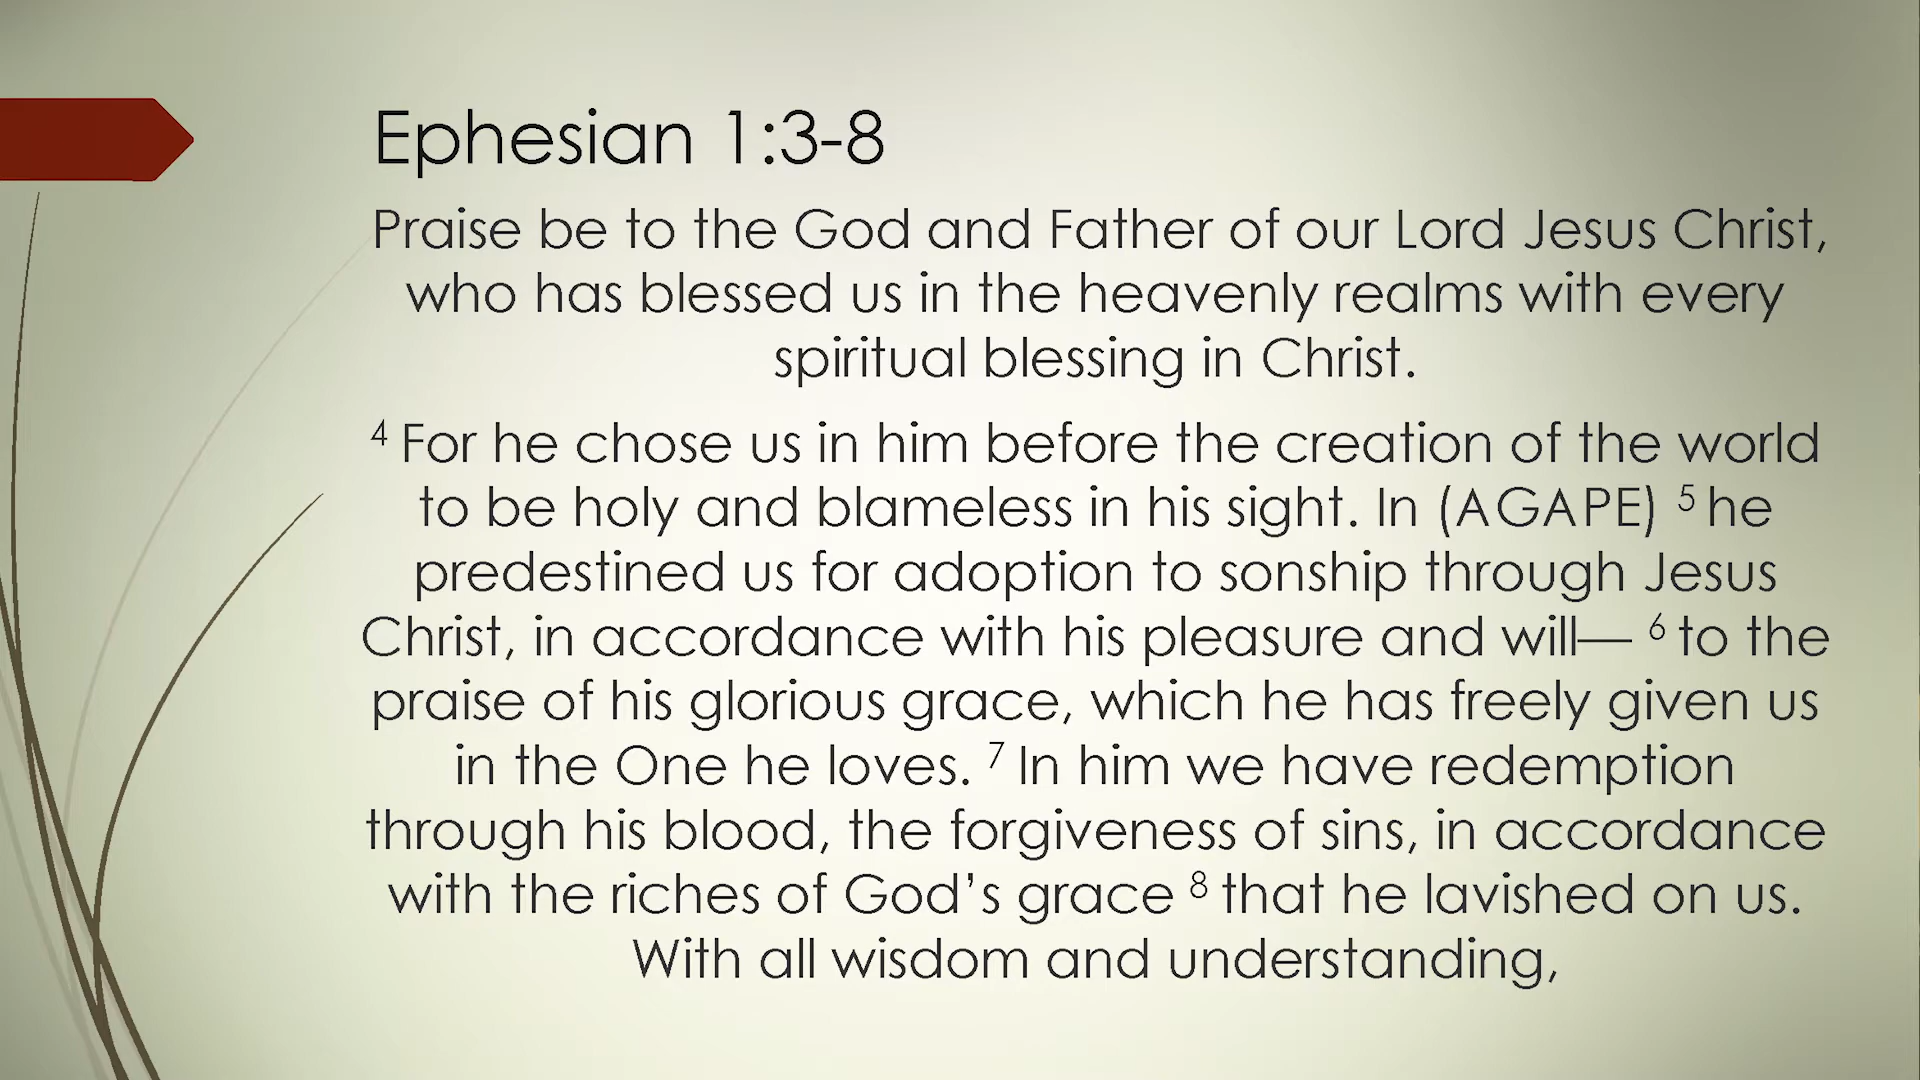 Ephesian 1:3-8
Praise be to the God and Father of our Lord Jesus Christ,
who has blessed us in the heavenly realms with every
spiritual blessing in Christ.
4 For he chose us in him before the creation of the world
to be holy and blameless in his sight. In (AGAPE) 5 he
predestined us for adoption to sonship through Jesus
Christ, in accordance with his pleasure and will— 6 to the
praise of his glorious grace, which he has freely given us
in the One he loves. 7 In him we have redemption
through his blood, the forgiveness of sins, in accordance
with the riches of God’s grace 8 that he lavished on us.
With all wisdom and understanding,